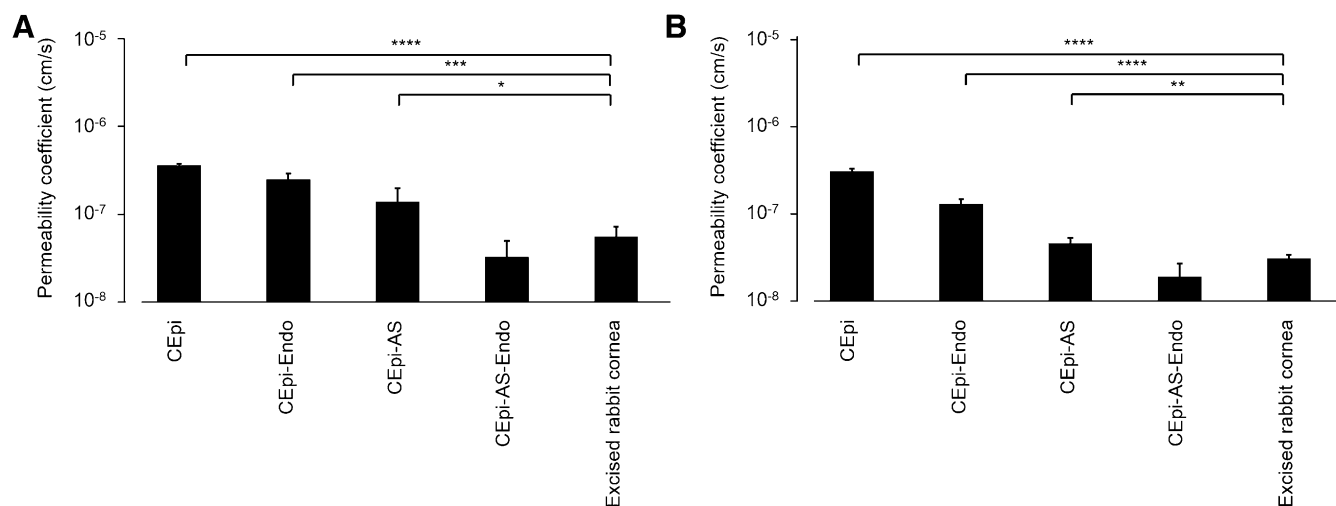 A
Permeability coefficient (cm/s)
10-5
10-6
10-7
10-8
****
***
*
CEpi
CEpi-Endo
CEpi-AS
CEpi-AS-Endo
Excised rabbit cornea
B
Permeability coefficient (cm/s)
10-5
10-6
10-7
10-8
****
****
**
CEpi
CEpi-Endo
CEpi-AS
CEpi-AS-Endo
Excised rabbit cornea